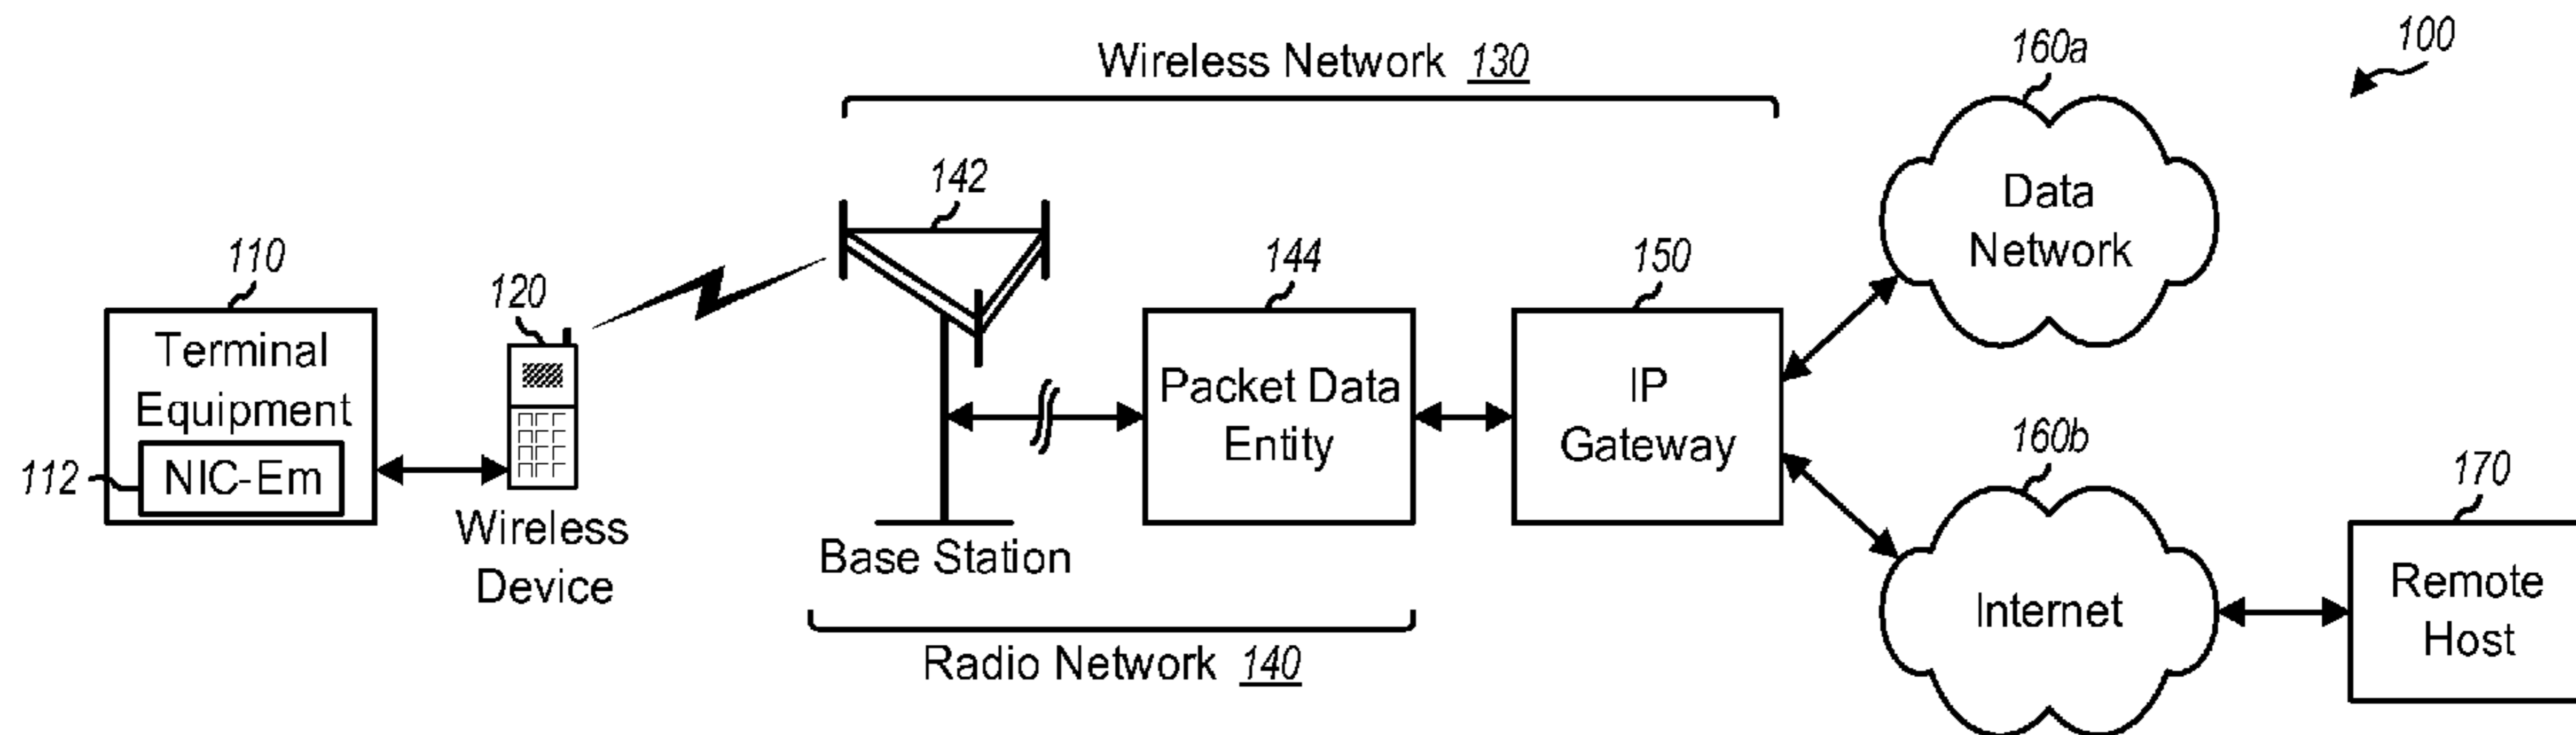 100
Wireless Network 130
160a
Data
Network
142
110
Terminal
Equipment
112
NIC-Em
120
Wireless
Device
Base Station
144
Packet Data
Entity
150
IP
Gateway
Radio Network 140
160b
Internet
170
Remote
Host